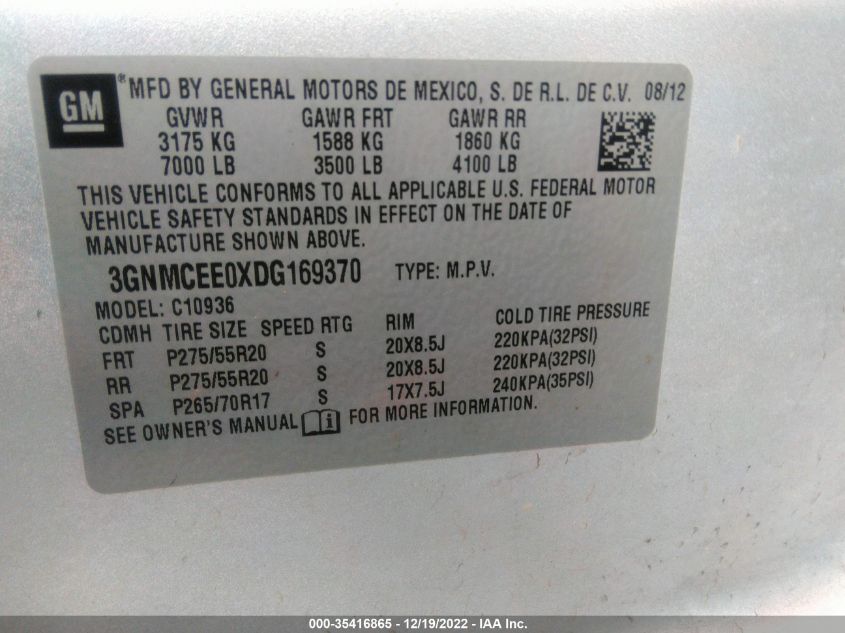 GM ® MFD BY GENERAL MOTORS DE MEXICO, S. DE R.L. DE C.V. 08/12
GVWR GAWR FRT GAWR RR
3175 KG 1588 KG 1860 KG
7000 LB 3500 LB 4100 LB
THIS VEHICLE CONFORMS TO ALL APPLICABLE U.S. FEDERAL MOTOR
VEHICLE SAFETY STANDARDS IN EFFECT ON THE DATE OF
MANUFACTURE SHOWN ABOVE.
3GNMCEE0XDG169370 TYPE: M.P.V.
MODEL: C10936
CDMH TIRE SIZE SPEED RTG RIM COLD TIRE PRESSURE
FRT P275/55R20 S 20X8.5J 220KPA(32PSI)
RR P275/55R20 S 20X8.5J 220KPA(32PSI)
SPA P265/70R17 S 17X7.5J 240KPA(35PSI)
SEE OWNER'S MANUAL i FOR MORE INFORMATION.
000-35416865 - 12/19/2022 - IAA Inc.